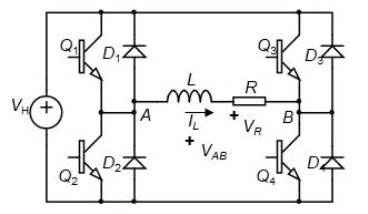 Q1 D1 L R Q3 D3
VH + A IL + VR B
+ VAB
Q2 D2 Q4 D